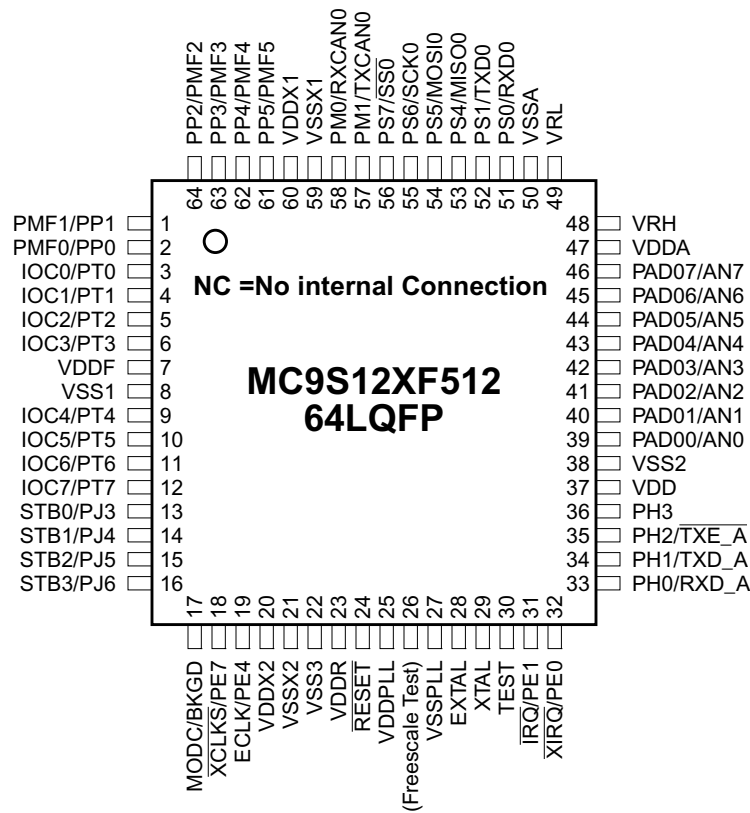 PP2/PMF2
PP3/PMF3
PP4/PMF4
PP5/PMF5
VDDX1
VSSX1
PM0/RXCAN0
PM1/TXCAN0
PS7/SS0
PS6/SCK0
PS5/MOSI0
PS4/MISO0
PS1/TXD0
PS0/RXD0
VSSA
VRL
64
63
62
61
60
59
58
57
56
55
54
53
52
51
50
49
PMF1/PP1 1
PMF0/PP0 2
IOC0/PT0 3
IOC1/PT1 4
IOC2/PT2 5
IOC3/PT3 6
VDDF 7
VSS1 8
IOC4/PT4 9
IOC5/PT5 10
IOC6/PT6 11
IOC7/PT7 12
STB0/PJ3 13
STB1/PJ4 14
STB2/PJ5 15
STB3/PJ6 16
NC =No internal Connection
MC9S12XF512
64LQFP
48 VRH
47 VDDA
46 PAD07/AN7
45 PAD06/AN6
44 PAD05/AN5
43 PAD04/AN4
42 PAD03/AN3
41 PAD02/AN2
40 PAD01/AN1
39 PAD00/AN0
38 VSS2
37 VDD
36 PH3
35 PH2/TXE_A
34 PH1/TXD_A
33 PH0/RXD_A
17
18
19
20
21
22
23
24
25
26
27
28
29
30
31
32
MODC/BKGD
XCLKS/PE7
ECLK/PE4
VDDX2
VSSX2
VSS3
VDDR
RESET
VDDPLL
(Freescale Test)
VSSPLL
EXTAL
XTAL
TEST
IRQ/PE1
XIRQ/PE0